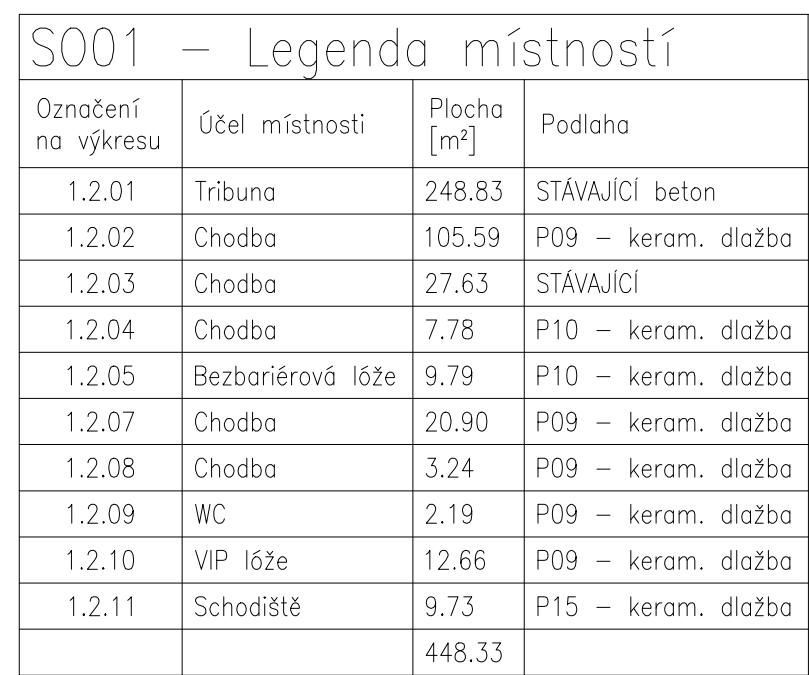 SO01 – Legenda místností
Označení na výkresu | Účel místnosti | Plocha [m²] | Podlaha
1.2.01 | Tribuna | 248.83 | STÁVAJÍCÍ beton
1.2.02 | Chodba | 105.59 | P09 – keram. dlažba
1.2.03 | Chodba | 27.63 | STÁVAJÍCÍ
1.2.04 | Chodba | 7.78 | P10 – keram. dlažba
1.2.05 | Bezbariérová lóže | 9.79 | P10 – keram. dlažba
1.2.07 | Chodba | 20.90 | P09 – keram. dlažba
1.2.08 | Chodba | 3.24 | P09 – keram. dlažba
1.2.09 | WC | 2.19 | P09 – keram. dlažba
1.2.10 | VIP lóže | 12.66 | P09 – keram. dlažba
1.2.11 | Schodiště | 9.73 | P15 – keram. dlažba
448.33